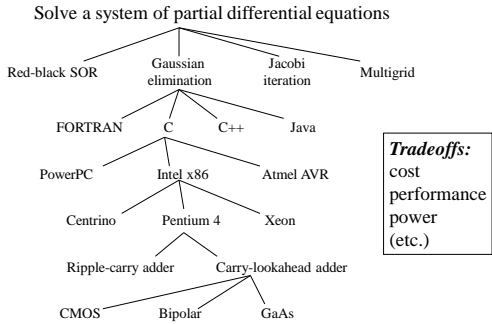 Solve a system of partial differential equations
Red-black SOR
Gaussian
elimination
Jacobi
iteration
Multigrid
FORTRAN
C
C++
Java
PowerPC
Intel x86
Atmel AVR
Tradeoffs:
cost
performance
power
(etc.)
Centrino
Pentium 4
Xeon
Ripple-carry adder
Carry-lookahead adder
CMOS
Bipolar
GaAs